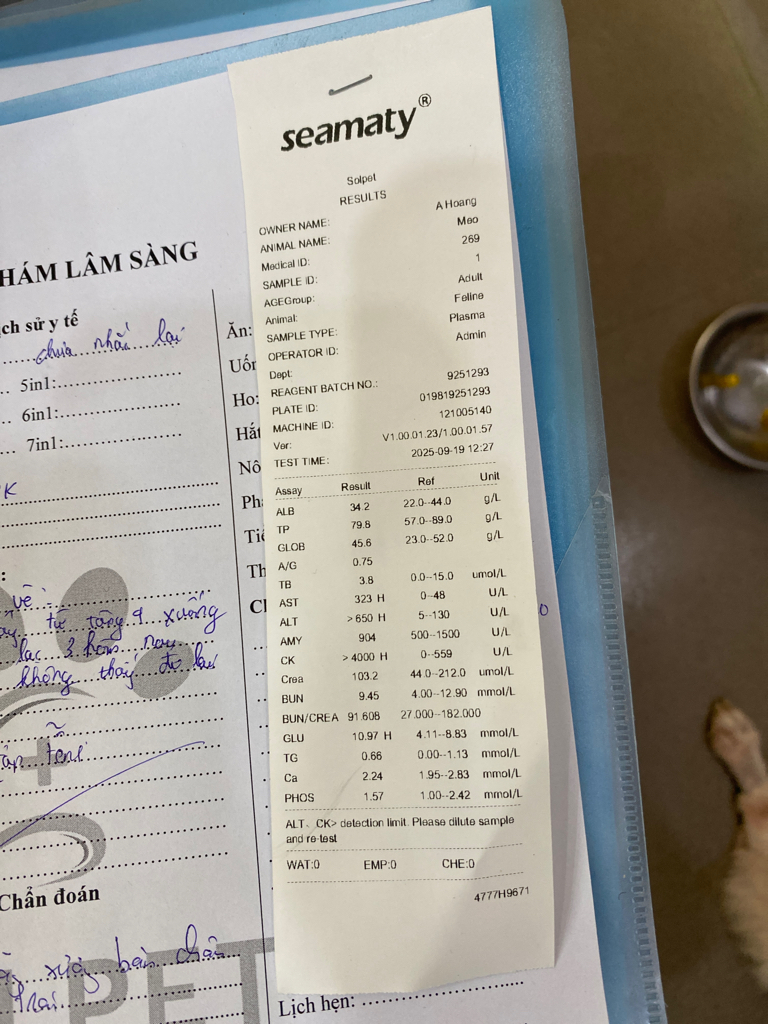 seamaty®
Solpet
RESULTS
OWNER NAME: A Hoang
ANIMAL NAME: Meo
Medical ID: 269
SAMPLE ID: 1
AGEGroup: Adult
Animal: Feline
SAMPLE TYPE: Plasma
OPERATOR ID: Admin
Dept:
REAGENT BATCH NO.: 9251293
PLATE ID: 019819251293
MACHINE ID: 121005140
Ver: V1.00.01.23/1.00.01.57
TEST TIME: 2025-09-19 12:27
Assay Result Ref Unit
ALB 34.2 22.0--44.0 g/L
TP 79.8 57.0--89.0 g/L
GLOB 45.6 23.0--52.0 g/L
A/G 0.75
TB 3.8 0.0--15.0 umol/L
AST 323 H 0--48 U/L
ALT >650 H 5--130 U/L
AMY 904 500--1500 U/L
CK >4000 H 0--559 U/L
Crea 103.2 44.0--212.0 umol/L
BUN 9.45 4.00--12.90 mmol/L
BUN/CREA 91.608 27.000--182.000
GLU 10.97 H 4.11--8.83 mmol/L
TG 0.66 0.00--1.13 mmol/L
Ca 2.24 1.95--2.83 mmol/L
PHOS 1.57 1.00--2.42 mmol/L
ALT、CK> detection limit. Please dilute sample
and re-test
WAT:0 EMP:0 CHE:0
4777H9671
HÁM LÂM SÀNG
ch sử y tế
chưa nhắc lại
5in1:
6in1:
7in1:
K
về
từ tầng 9 xuống
lạc 3 hôm nay
không thấy đi
Chẩn đoán
xương bàn chân
trái
Ăn:
Uốn
Ho:
Hắt
Nô
Ph
Tiê
Th
Ch
PET
Lịch hẹn: